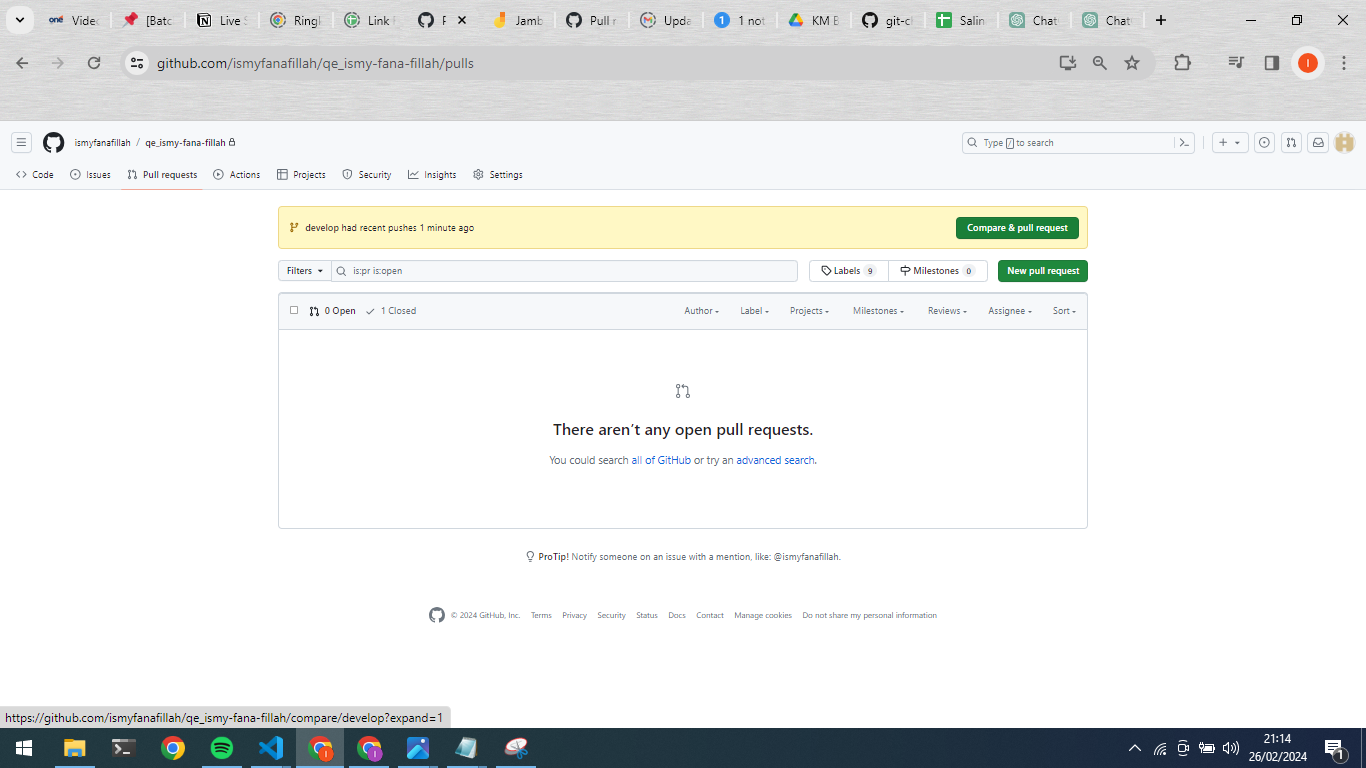 Videc
[Batc
Live S
Ringk
Link P
P
Jamb
Pull r
Upda
1 not
KM B
git-cl
Salin
Chat
Chat
github.com/ismyfanafillah/qe_ismy-fana-fillah/pulls
I
ismyfanafillah / qe_ismy-fana-fillah
Type / to search
Code Issues Pull requests Actions Projects Security Insights Settings
develop had recent pushes 1 minute ago Compare & pull request
Filters is:pr is:open Labels 9 Milestones 0 New pull request
0 Open 1 Closed Author Label Projects Milestones Reviews Assignee Sort
There aren’t any open pull requests.
You could search all of GitHub or try an advanced search.
ProTip! Notify someone on an issue with a mention, like: @ismyfanafillah.
© 2024 GitHub, Inc. Terms Privacy Security Status Docs Contact Manage cookies Do not share my personal information
https://github.com/ismyfanafillah/qe_ismy-fana-fillah/compare/develop?expand=1
21:14
26/02/2024
1